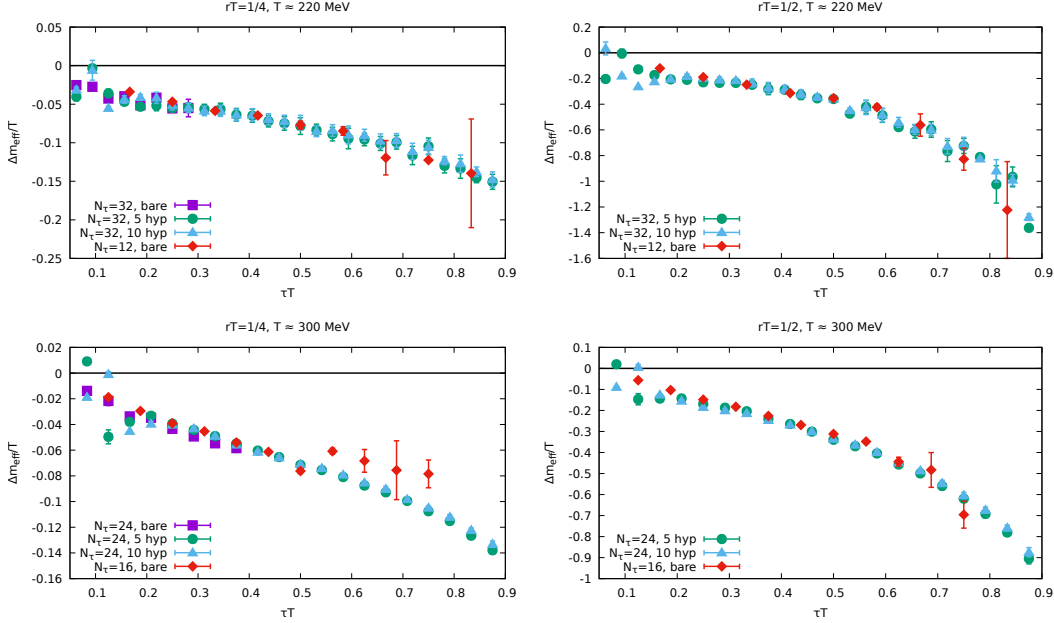 rT=1/4, T ≈ 220 MeV
0.05
0
-0.05
-0.1
-0.15
-0.2
-0.25
Δm_eff/T
N_τ=32, bare
N_τ=32, 5 hyp
N_τ=32, 10 hyp
N_τ=12, bare
0.1 0.2 0.3 0.4 0.5 0.6 0.7 0.8 0.9
τT
rT=1/2, T ≈ 220 MeV
0.2
0
-0.2
-0.4
-0.6
-0.8
-1
-1.2
-1.4
-1.6
Δm_eff/T
N_τ=32, 5 hyp
N_τ=32, 10 hyp
N_τ=12, bare
0.1 0.2 0.3 0.4 0.5 0.6 0.7 0.8 0.9
τT
rT=1/4, T ≈ 300 MeV
0.02
0
-0.02
-0.04
-0.06
-0.08
-0.1
-0.12
-0.14
-0.16
Δm_eff/T
N_τ=24, bare
N_τ=24, 5 hyp
N_τ=24, 10 hyp
N_τ=16, bare
0.1 0.2 0.3 0.4 0.5 0.6 0.7 0.8 0.9
τT
rT=1/2, T ≈ 300 MeV
0.1
0
-0.1
-0.2
-0.3
-0.4
-0.5
-0.6
-0.7
-0.8
-0.9
-1
Δm_eff/T
N_τ=24, 5 hyp
N_τ=24, 10 hyp
N_τ=16, bare
0.1 0.2 0.3 0.4 0.5 0.6 0.7 0.8 0.9
τT